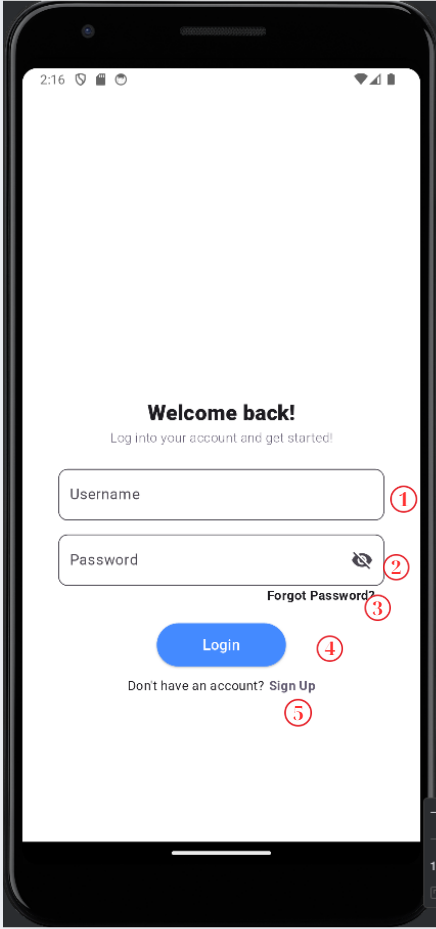 2:16
Welcome back!
Log into your account and get started!
Username
1
Password
2
Forgot Password?
3
Login
4
Don't have an account? Sign Up
5
1